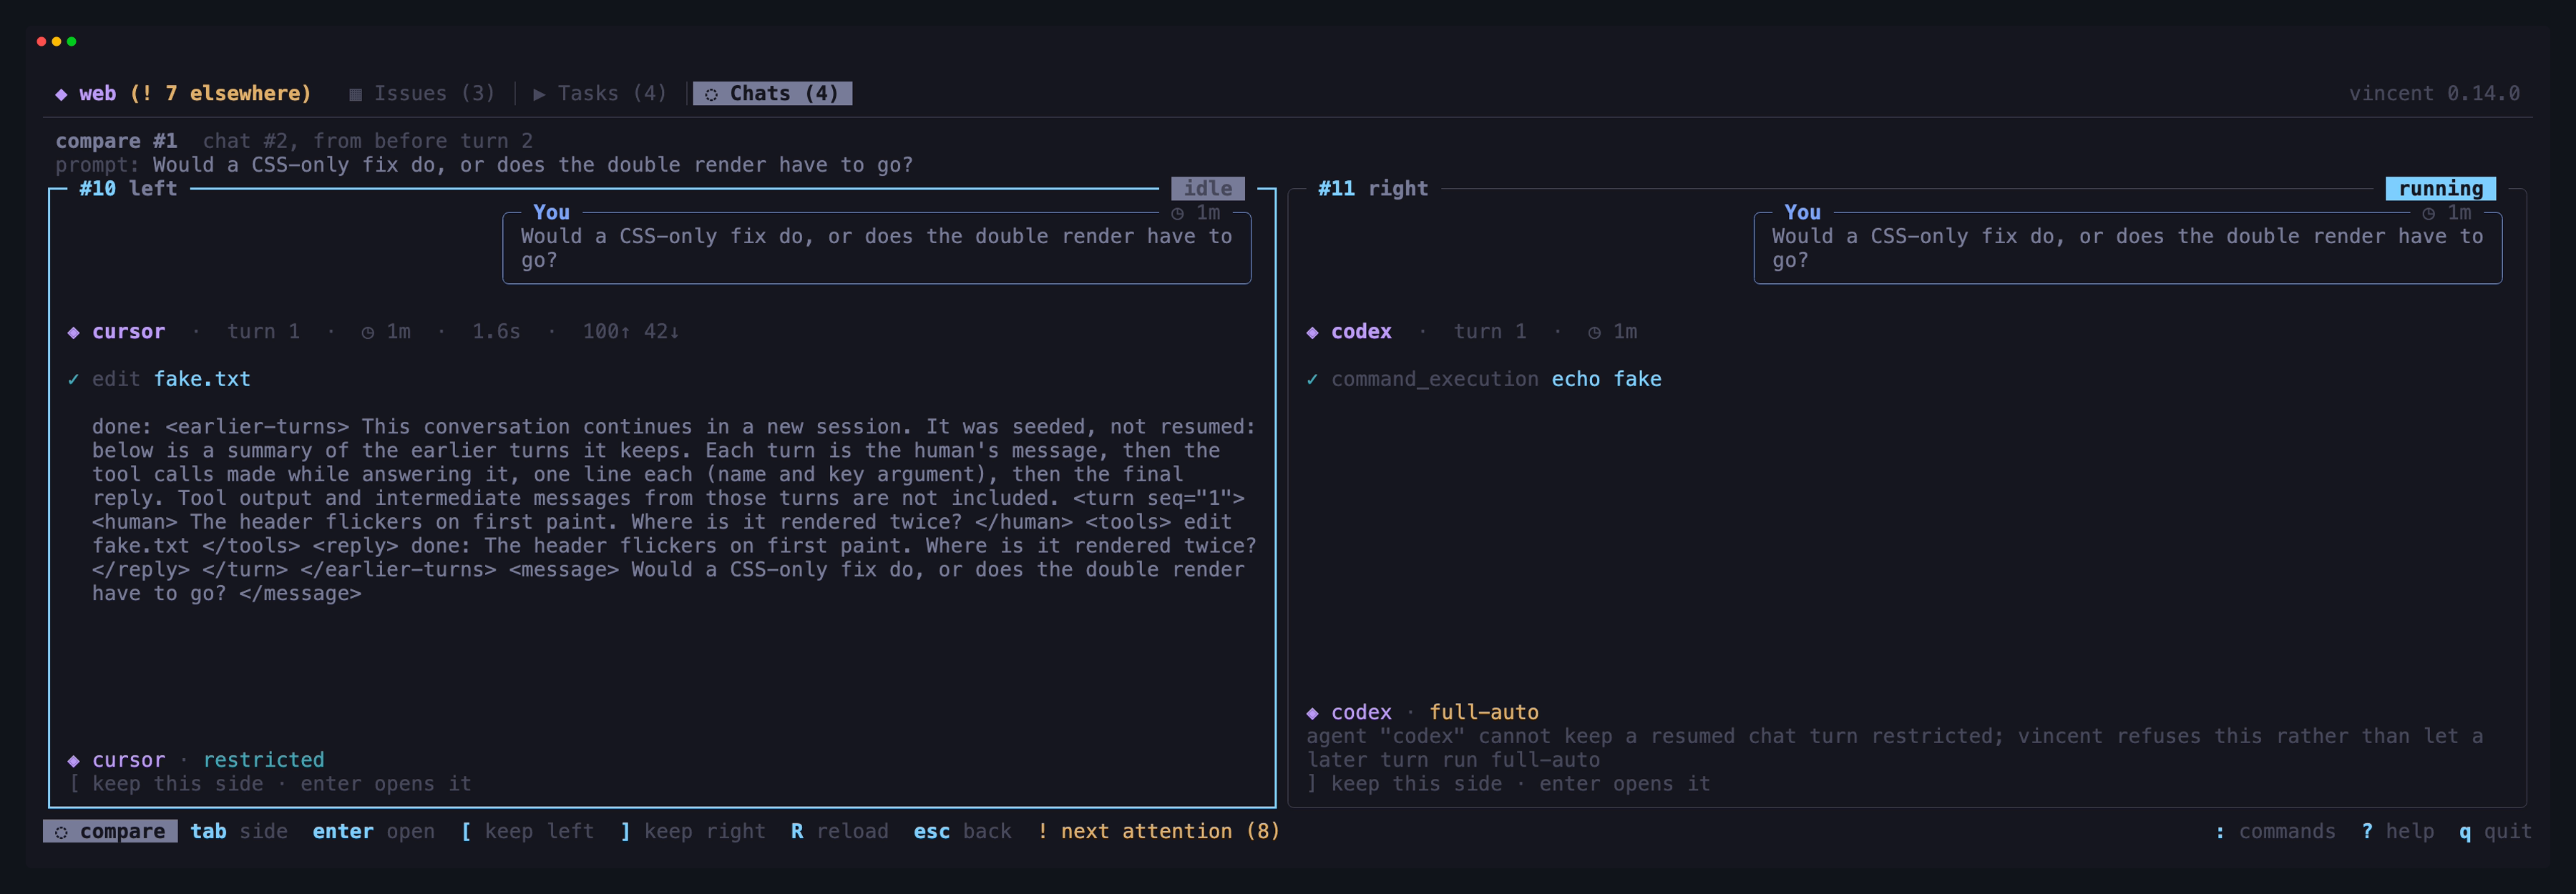 ◆ web (! 7 elsewhere) ▦ Issues (3) │ ▶ Tasks (4) │ ◌ Chats (4) vincent 0.14.0
compare #1 chat #2, from before turn 2
prompt: Would a CSS-only fix do, or does the double render have to go?
#10 left idle
You ◷ 1m
Would a CSS-only fix do, or does the double render have to
go?
◈ cursor · turn 1 · ◷ 1m · 1.6s · 100↑ 42↓
✓ edit fake.txt
done: <earlier-turns> This conversation continues in a new session. It was seeded, not resumed:
below is a summary of the earlier turns it keeps. Each turn is the human's message, then the
tool calls made while answering it, one line each (name and key argument), then the final
reply. Tool output and intermediate messages from those turns are not included. <turn seq="1">
<human> The header flickers on first paint. Where is it rendered twice? </human> <tools> edit
fake.txt </tools> <reply> done: The header flickers on first paint. Where is it rendered twice?
</reply> </turn> </earlier-turns> <message> Would a CSS-only fix do, or does the double render
have to go? </message>
◈ cursor · restricted
[ keep this side · enter opens it
#11 right running
You ◷ 1m
Would a CSS-only fix do, or does the double render have to
go?
◈ codex · turn 1 · ◷ 1m
✓ command_execution echo fake
◈ codex · full-auto
agent "codex" cannot keep a resumed chat turn restricted; vincent refuses this rather than let a
later turn run full-auto
] keep this side · enter opens it
◌ compare tab side enter open [ keep left ] keep right R reload esc back ! next attention (8) : commands ? help q quit